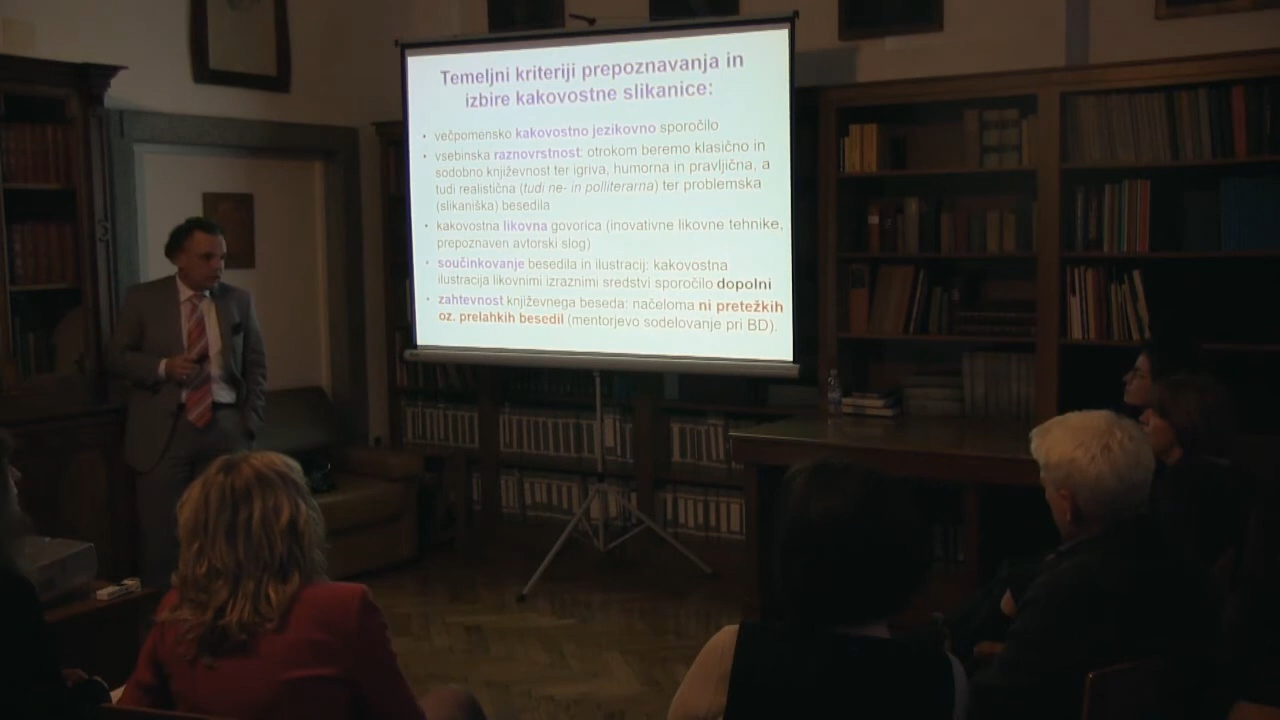 Temeljni kriteriji prepoznavanja in
izbire kakovostne slikanice:
• večpomensko kakovostno jezikovno sporočilo
• vsebinska raznovrstnost: otrokom beremo klasično in
sodobno književnost ter igriva, humorna in pravljična, a
tudi realistična (tudi ne- in polliterarna) ter problemska
(slikaniška) besedila
• kakovostna likovna govorica (inovativne likovne tehnike,
prepoznaven avtorski slog)
• součinkovanje besedila in ilustracij: kakovostna
ilustracija likovnimi izraznimi sredstvi sporočilo dopolni
• zahtevnost književnega beseda: načeloma ni pretežkih
oz. prelahkih besedil (mentorjevo sodelovanje pri BD).